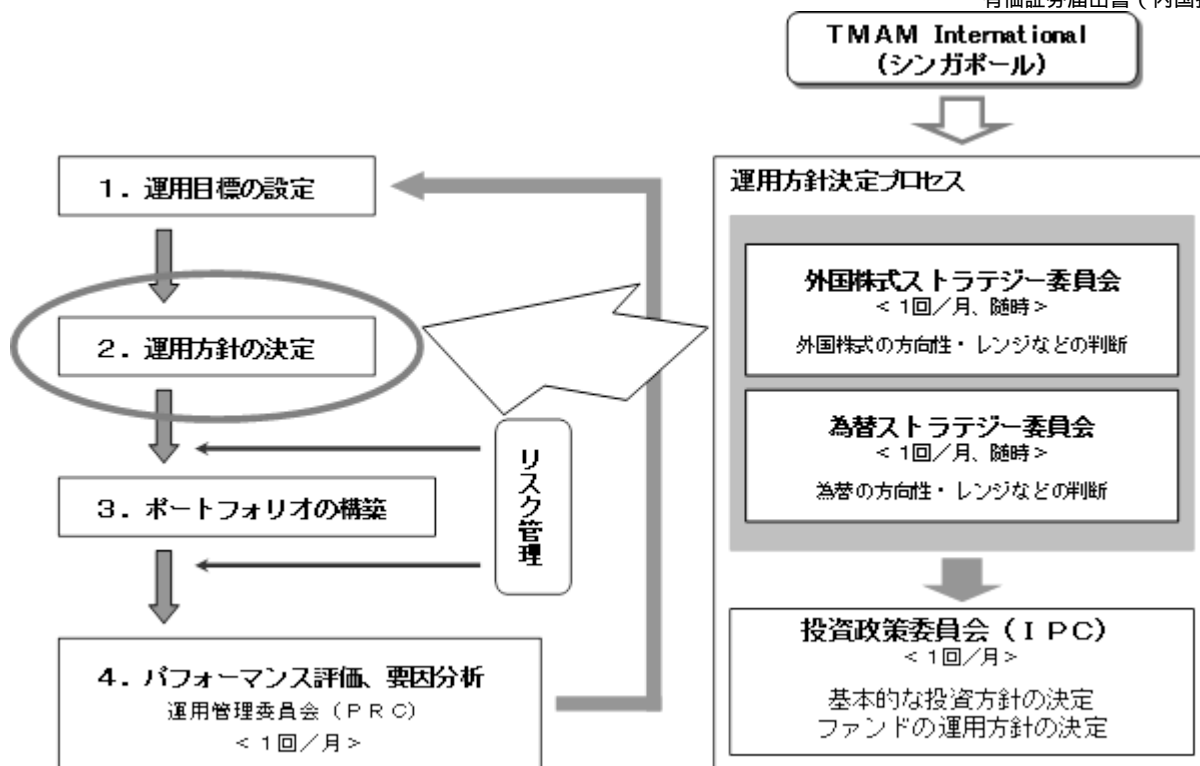 TMAM International
(シンガポール)
1．運用目標の設定
2．運用方針の決定
3．ポートフォリオの構築
4．パフォーマンス評価、要因分析
運用管理委員会（ＰＲＣ）
＜1回／月＞
リスク管理
運用方針決定プロセス
外国株式ストラテジー委員会
＜1回／月、随時＞
外国株式の方向性・レンジなどの判断
為替ストラテジー委員会
＜1回／月、随時＞
為替の方向性・レンジなどの判断
投資政策委員会（ＩＰＣ）
＜1回／月＞
基本的な投資方針の決定
ファンドの運用方針の決定